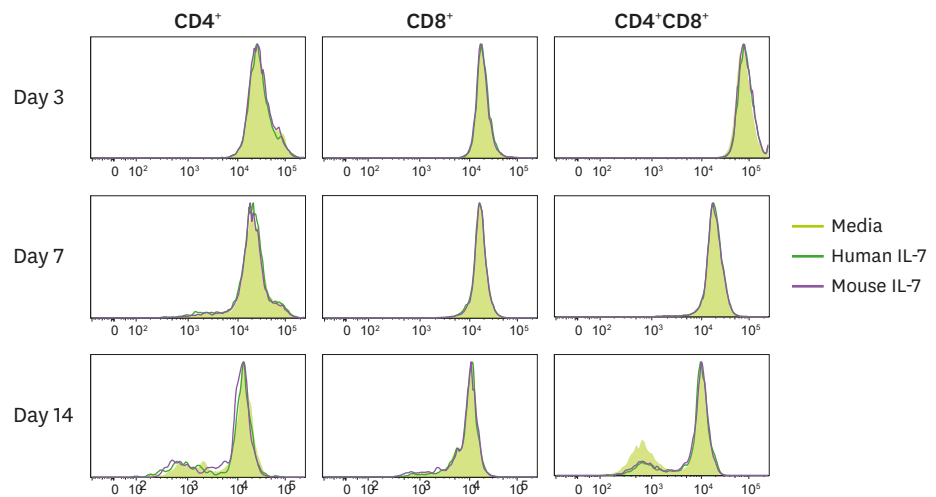 CD4⁺ CD8⁺ CD4⁺CD8⁺
Day 3
0 10² 10³ 10⁴ 10⁵ 0 10² 10³ 10⁴ 10⁵ 0 10² 10³ 10⁴ 10⁵
Day 7
Media
Human IL-7
Mouse IL-7
0 10² 10³ 10⁴ 10⁵ 0 10² 10³ 10⁴ 10⁵ 0 10² 10³ 10⁴ 10⁵
Day 14
0 10² 10³ 10⁴ 10⁵ 0 10² 10³ 10⁴ 10⁵ 0 10² 10³ 10⁴ 10⁵